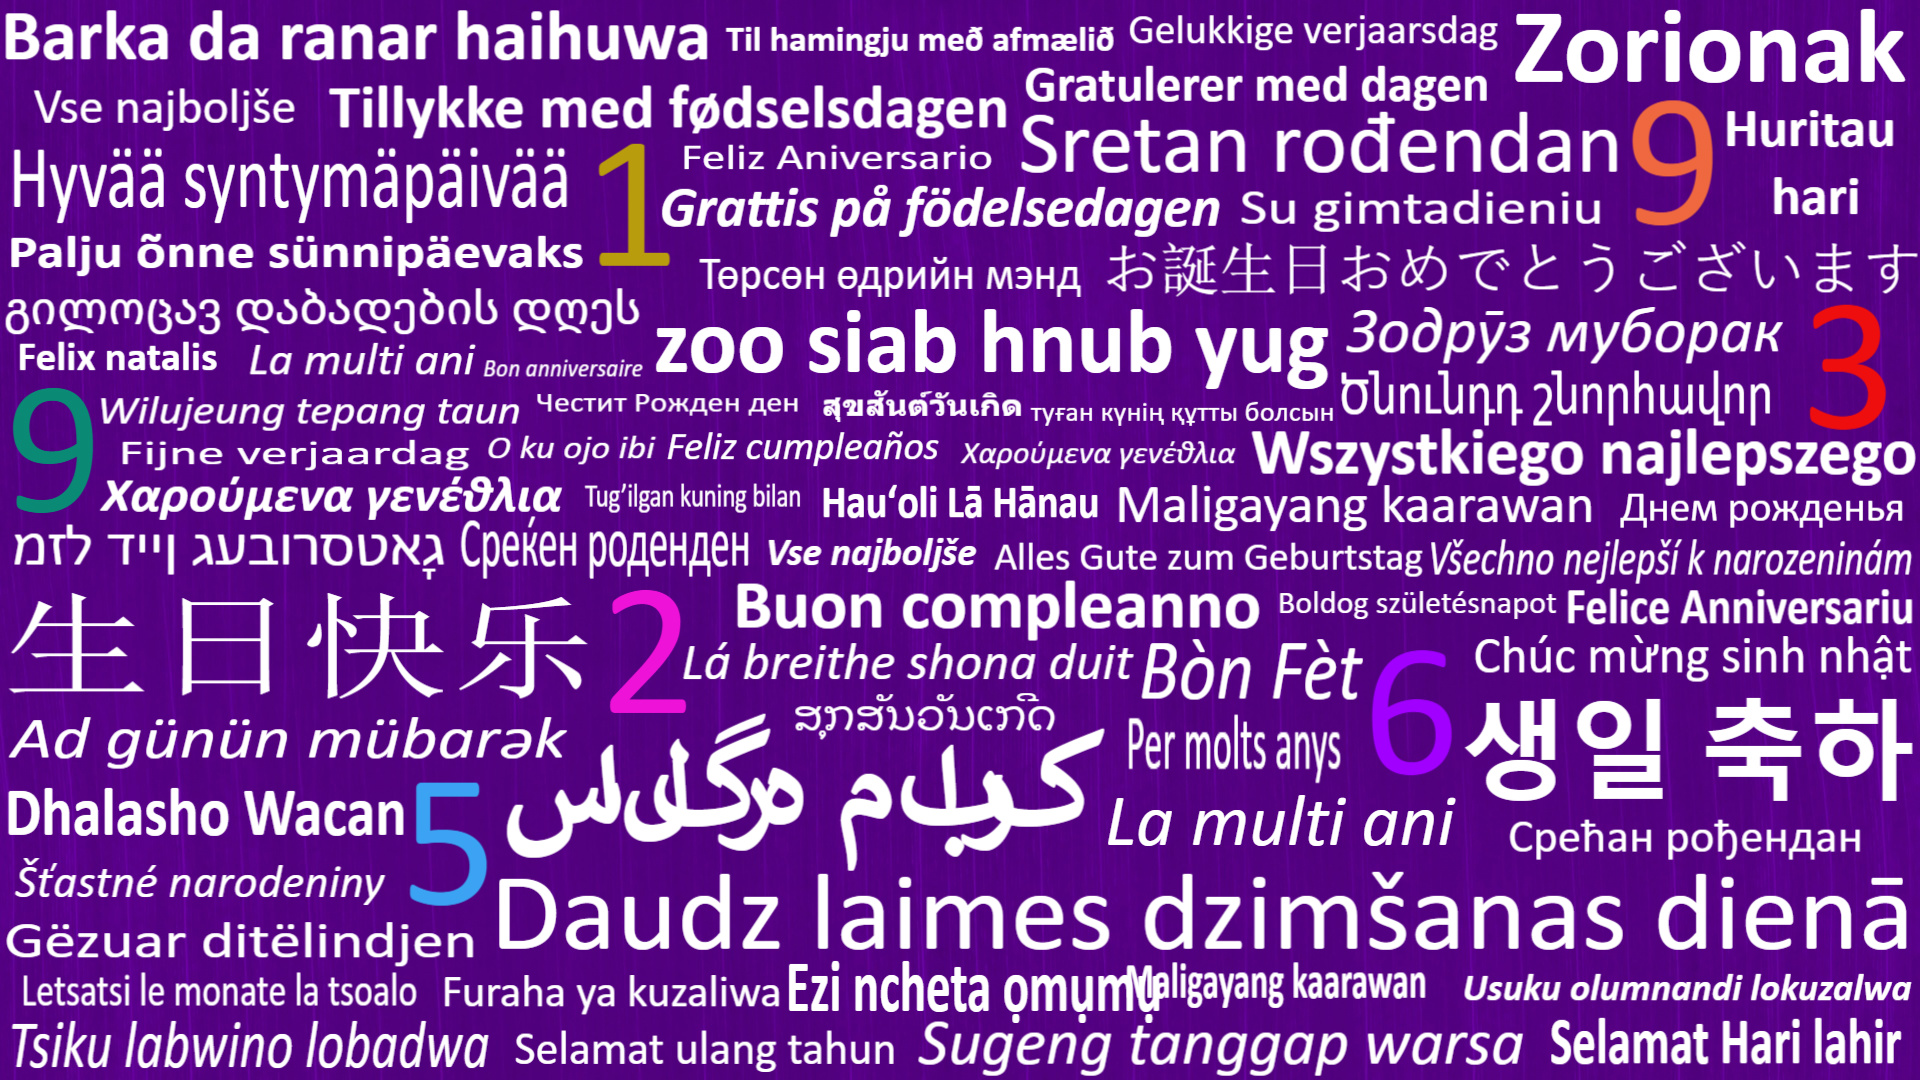 Barka da ranar haihuwa Til hamingju með afmælið Gelukkige verjaarsdag Zorionak
Vse najboljše Tillykke med fødselsdagen Gratulerer med dagen
Hyvää syntymäpäivää 1 Feliz Aniversario Sretan rođendan 9 Huritau
hari
Grattis på födelsedagen Su gimtadieniu
Palju õnne sünnipäevaks Төрсөн өдрийн мэнд お誕生日おめでとうございます
გილოცავ დაბადების დღეს zoo siab hnub yug Зодрӯз муборак 3
Felix natalis La multi ani Bon anniversaire
9 Wilujeung tepang taun Честит Рожден ден สุขสันต์วันเกิด туған күнің құтты болсын Ծնունդդ շնորհավոր
Fijne verjaardag O ku ojo ibi Feliz cumpleaños Χαρούμενα γενέθλια Wszystkiego najlepszego
Χαρούμενα γενέθλια Tug’ilgan kuning bilan Hau‘oli Lā Hānau Maligayang kaarawan Днем рожденья
מזל דייַן געבורסטאָג Среќен роденден Vse najboljše Alles Gute zum Geburtstag Všechno nejlepší k narozeninám
生日快乐 2 Buon compleanno Boldog születésnapot Felice Anniversariu
Lá breithe shona duit Bòn Fèt 6 Chúc mừng sinh nhật
Ad günün mübarək ສຸກສັນວັນເກີດ Per molts anys 생일 축하
Dhalasho Wacan 5 La multi ani Срећан рођендан
Šťastné narodeniny Daudz laimes dzimšanas dienā
Gëzuar ditëlindjen
Letsatsi le monate la tsoalo Furaha ya kuzaliwa Ezi ncheta ọmụmụ Maligayang kaarawan Usuku olumnandi lokuzalwa
Tsiku labwino lobadwa Selamat ulang tahun Sugeng tanggap warsa Selamat Hari lahir